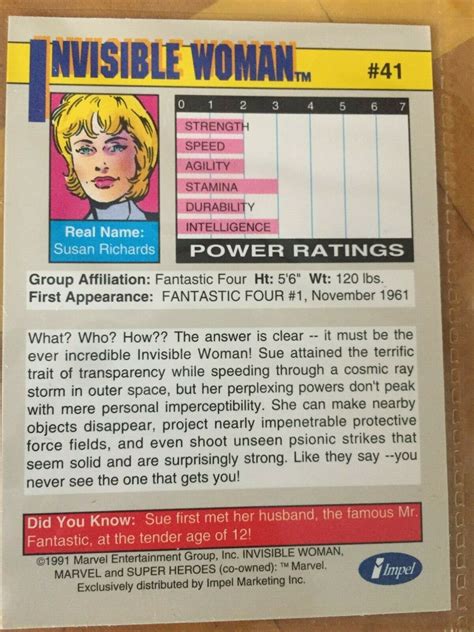 INVISIBLE WOMAN™
#41
0 1 2 3 4 5 6 7
STRENGTH
SPEED
AGILITY
STAMINA
DURABILITY
INTELLIGENCE
POWER RATINGS
Real Name:
Susan Richards
Group Affiliation: Fantastic Four Ht: 5'6" Wt: 120 lbs.
First Appearance: FANTASTIC FOUR #1, November 1961
What? Who? How?? The answer is clear -- it must be the
ever incredible Invisible Woman! Sue attained the terrific
trait of transparency while speeding through a cosmic ray
storm in outer space, but her perplexing powers don't peak
with mere personal imperceptibility. She can make nearby
objects disappear, project nearly impenetrable protective
force fields, and even shoot unseen psionic strikes that
seem solid and are surprisingly strong. Like they say --you
never see the one that gets you!
Did You Know: Sue first met her husband, the famous Mr.
Fantastic, at the tender age of 12!
©1991 Marvel Entertainment Group, Inc. INVISIBLE WOMAN,
MARVEL and SUPER HEROES (co-owned): ™ Marvel.
Exclusively distributed by Impel Marketing Inc.
Impel